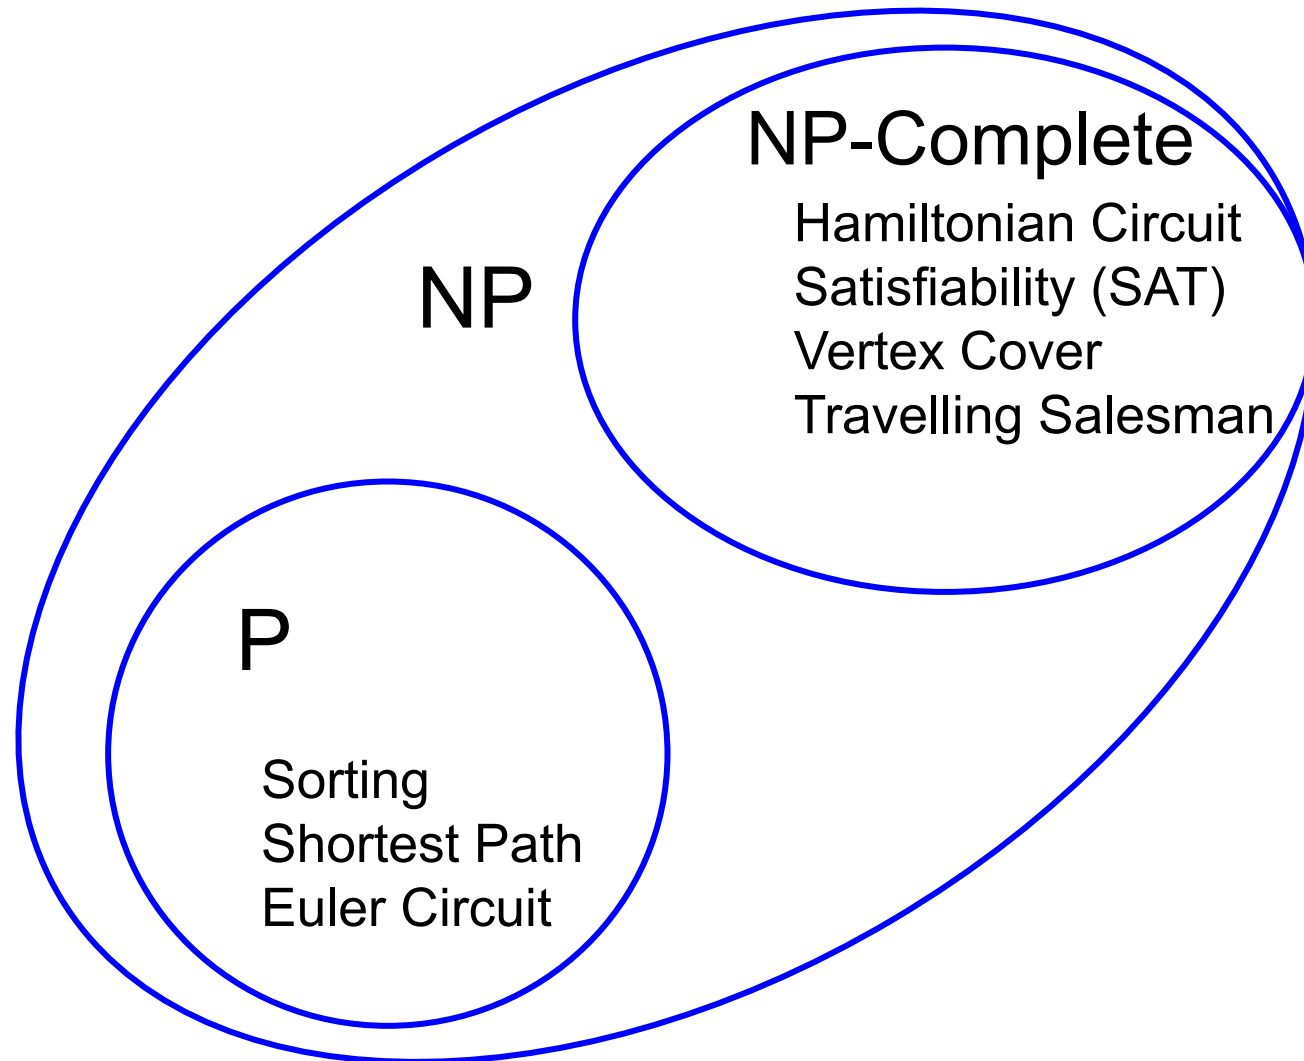 NP-Complete
Hamiltonian Circuit
Satisfiability (SAT)
Vertex Cover
Travelling Salesman
NP
P
Sorting
Shortest Path
Euler Circuit